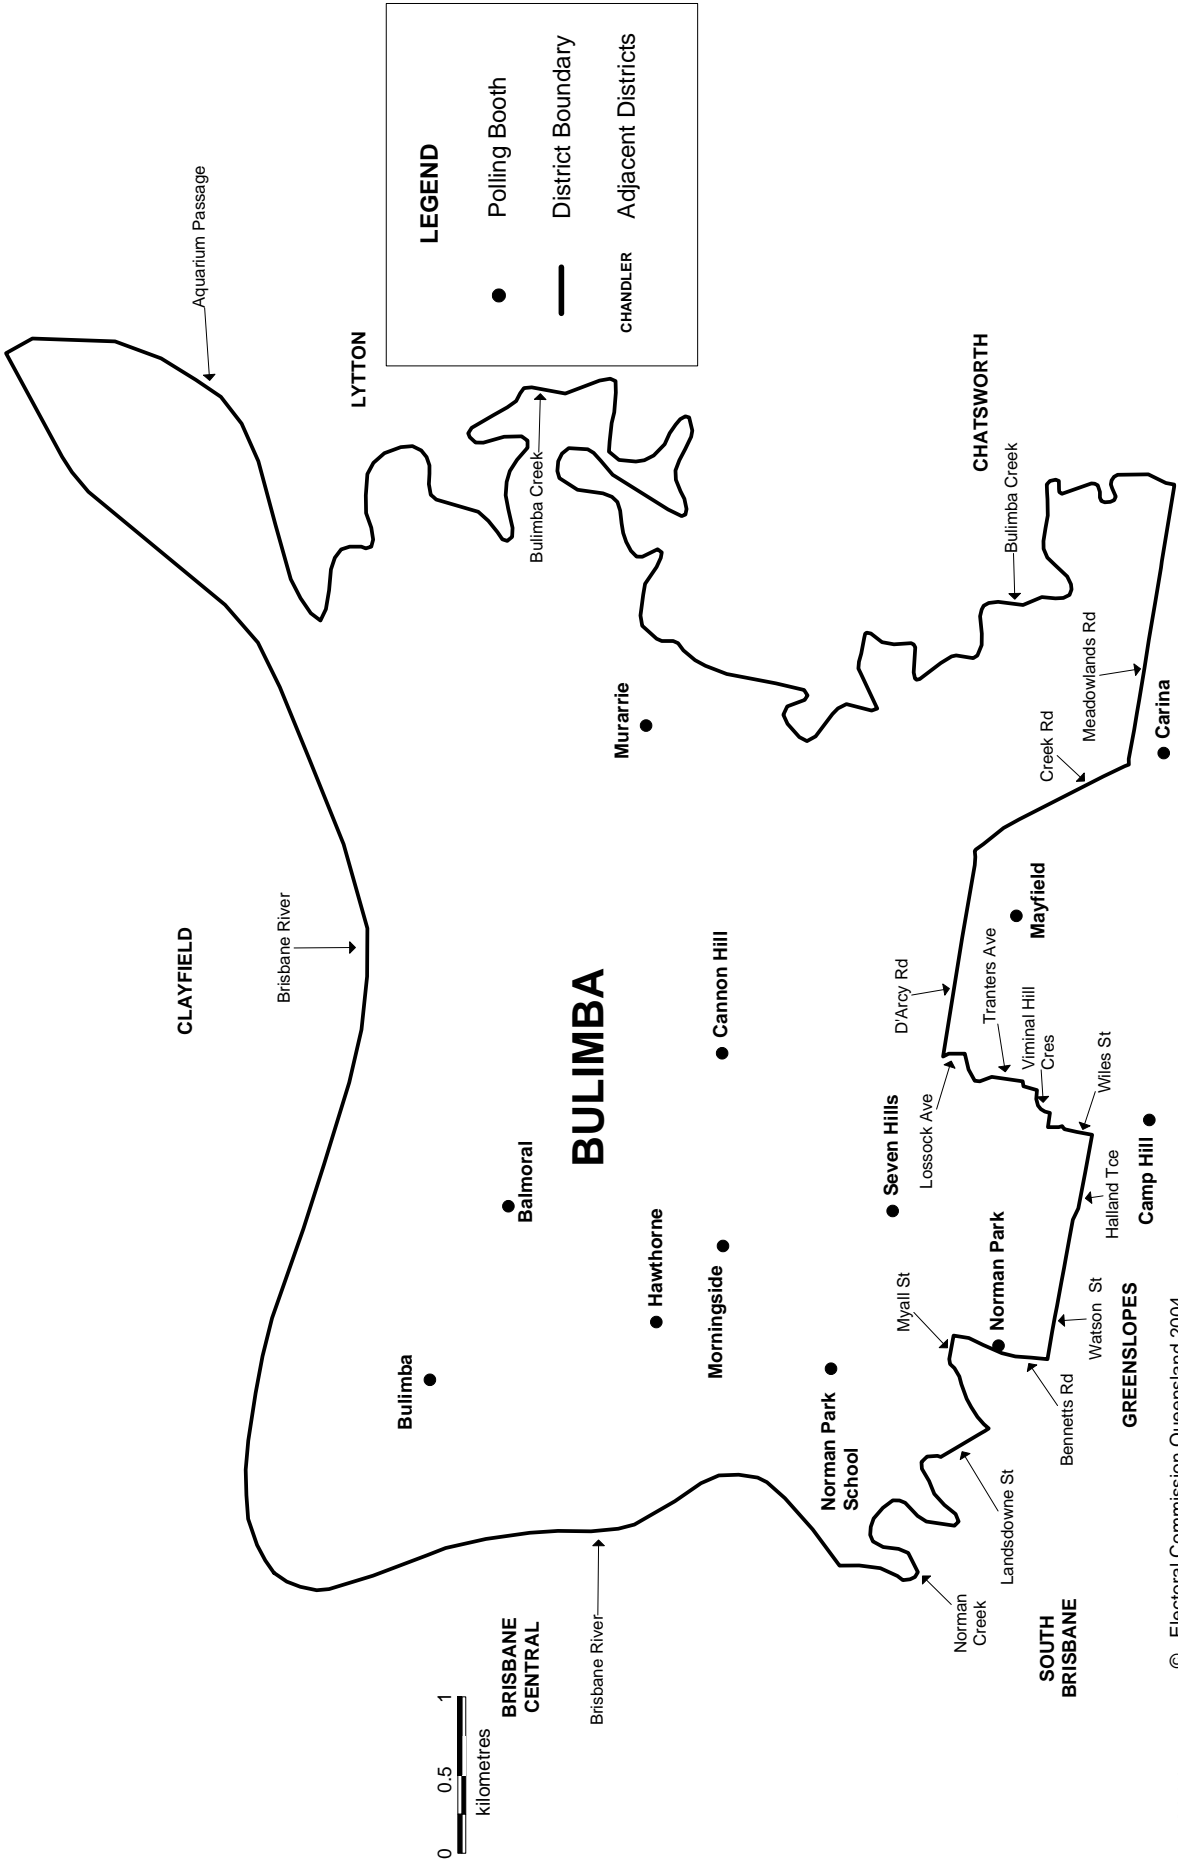 CLAYFIELD
Aquarium Passage
Brisbane River
LYTTON
LEGEND
Polling Booth
District Boundary
CHANDLER
Adjacent Districts
0
0.5
1
kilometres
BRISBANE
CENTRAL
Brisbane River
Bulimba
Balmoral
BULIMBA
Hawthorne
Morningside
Cannon Hill
Murarrie
Bulimba Creek
Norman Park
School
Seven Hills
Myall St
Lossock Ave
D'Arcy Rd
CHATSWORTH
Bulimba Creek
Norman
Creek
Landsdowne St
Norman Park
Tranters Ave
Viminal Hill
Cres
Mayfield
Creek Rd
Meadowlands Rd
SOUTH
BRISBANE
Bennetts Rd
Watson St
Halland Tce
Wiles St
GREENSLOPES
Camp Hill
Carina
© Electoral Commission Queensland 2004